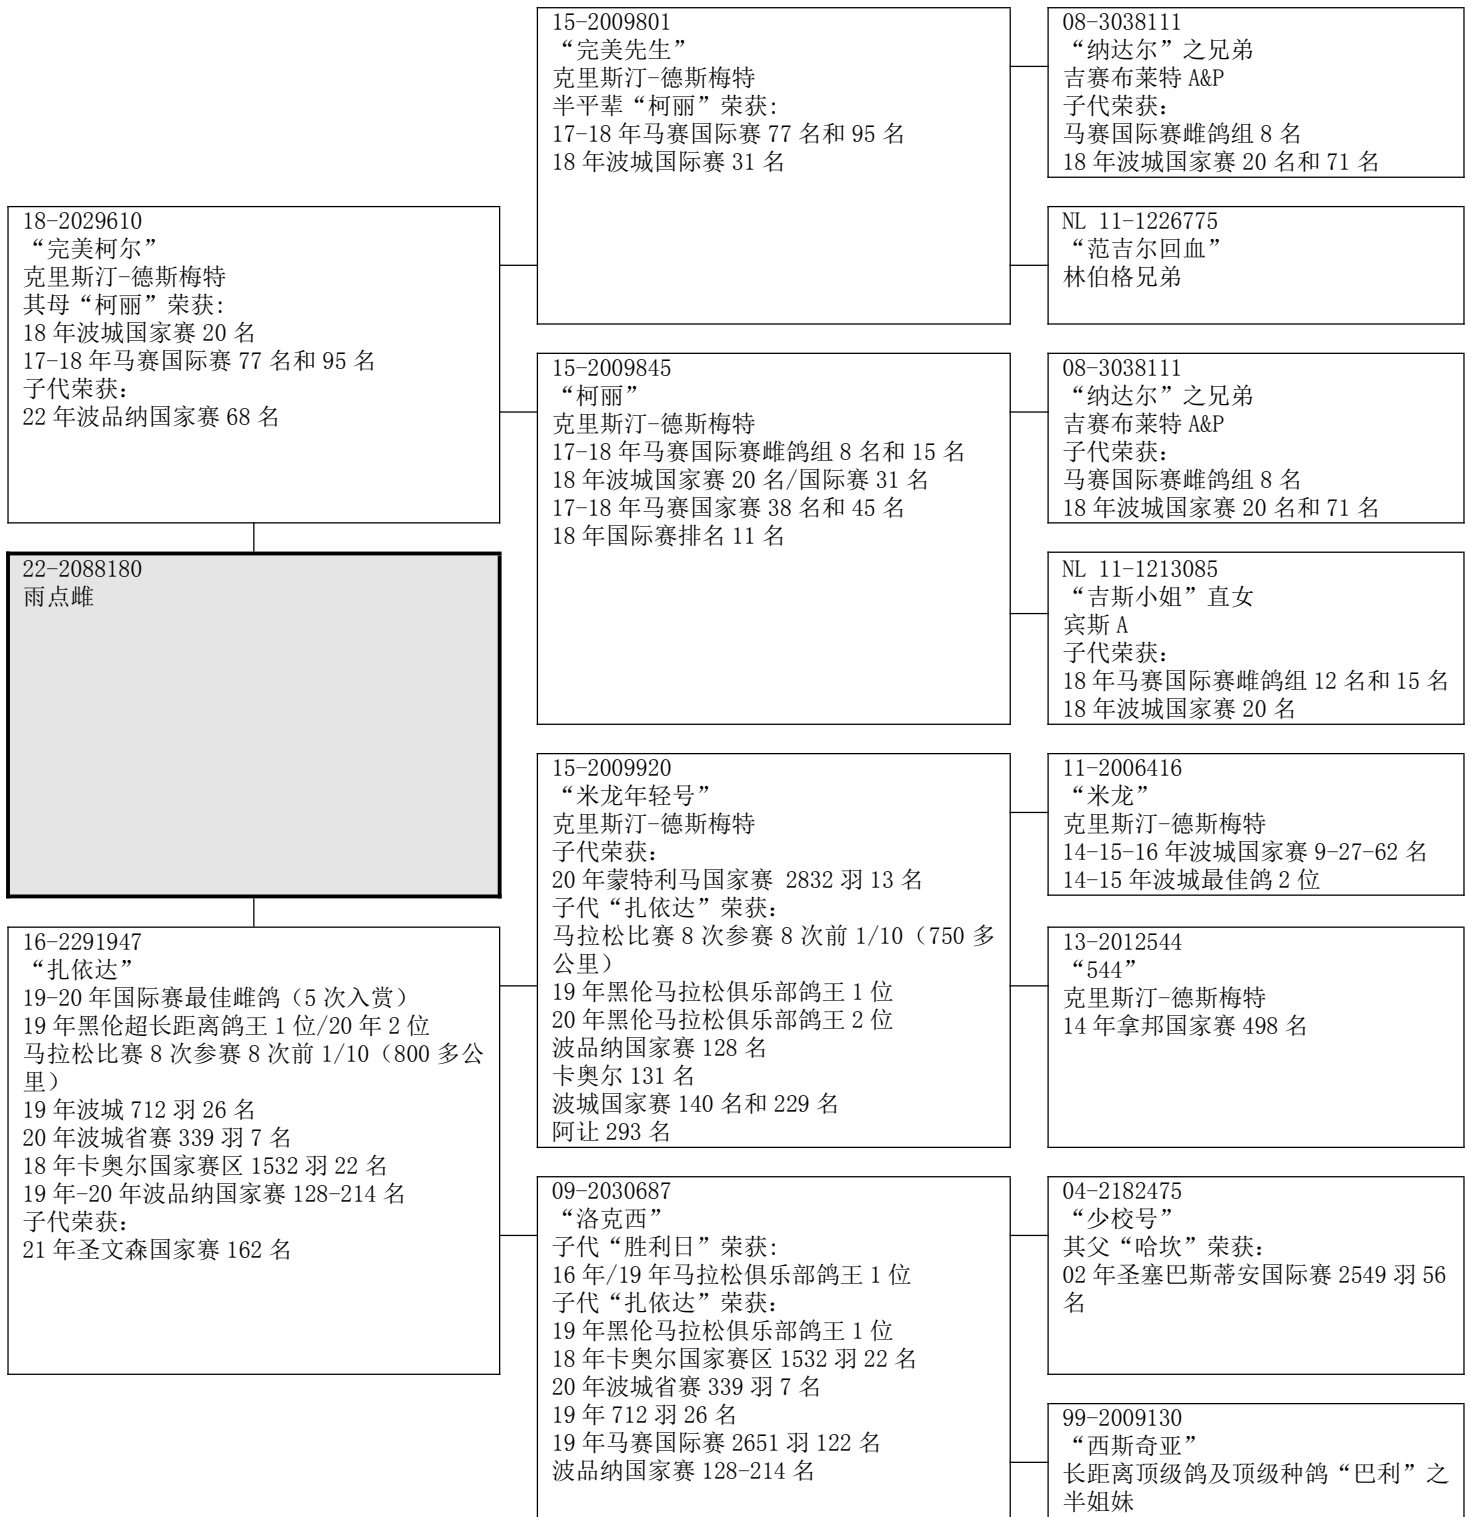 15-2009801
“完美先生”
克里斯汀-德斯梅特
半平辈“柯丽”荣获:
17-18 年马赛国际赛 77 名和 95 名
18 年波城国际赛 31 名
08-3038111
“纳达尔”之兄弟
吉赛布莱特 A&P
子代荣获：
马赛国际赛雌鸽组 8 名
18 年波城国家赛 20 名和 71 名
18-2029610
“完美柯尔”
克里斯汀-德斯梅特
其母“柯丽”荣获:
18 年波城国家赛 20 名
17-18 年马赛国际赛 77 名和 95 名
子代荣获：
22 年波品纳国家赛 68 名
NL 11-1226775
“范吉尔回血”
林伯格兄弟
15-2009845
“柯丽”
克里斯汀-德斯梅特
17-18 年马赛国际赛雌鸽组 8 名和 15 名
18 年波城国家赛 20 名/国际赛 31 名
17-18 年马赛国家赛 38 名和 45 名
18 年国际赛排名 11 名
08-3038111
“纳达尔”之兄弟
吉赛布莱特 A&P
子代荣获：
马赛国际赛雌鸽组 8 名
18 年波城国家赛 20 名和 71 名
22-2088180
雨点雌
NL 11-1213085
“吉斯小姐”直女
宾斯 A
子代荣获：
18 年马赛国际赛雌鸽组 12 名和 15 名
18 年波城国家赛 20 名
15-2009920
“米龙年轻号”
克里斯汀-德斯梅特
子代荣获：
20 年蒙特利马国家赛 2832 羽 13 名
子代“扎依达”荣获：
马拉松比赛 8 次参赛 8 次前 1/10（750 多
公里）
19 年黑伦马拉松俱乐部鸽王 1 位
20 年黑伦马拉松俱乐部鸽王 2 位
波品纳国家赛 128 名
卡奥尔 131 名
波城国家赛 140 名和 229 名
阿让 293 名
11-2006416
“米龙”
克里斯汀-德斯梅特
14-15-16 年波城国家赛 9-27-62 名
14-15 年波城最佳鸽 2 位
16-2291947
“扎依达”
19-20 年国际赛最佳雌鸽（5 次入赏）
19 年黑伦超长距离鸽王 1 位/20 年 2 位
马拉松比赛 8 次参赛 8 次前 1/10（800 多公
里）
19 年波城 712 羽 26 名
20 年波城省赛 339 羽 7 名
18 年卡奥尔国家赛区 1532 羽 22 名
19 年-20 年波品纳国家赛 128-214 名
子代荣获：
21 年圣文森国家赛 162 名
13-2012544
“544”
克里斯汀-德斯梅特
14 年拿邦国家赛 498 名
09-2030687
“洛克西”
子代“胜利日”荣获:
16 年/19 年马拉松俱乐部鸽王 1 位
子代“扎依达”荣获：
19 年黑伦马拉松俱乐部鸽王 1 位
18 年卡奥尔国家赛区 1532 羽 22 名
20 年波城省赛 339 羽 7 名
19 年 712 羽 26 名
19 年马赛国际赛 2651 羽 122 名
波品纳国家赛 128-214 名
04-2182475
“少校号”
其父“哈坎”荣获：
02 年圣塞巴斯蒂安国际赛 2549 羽 56
名
99-2009130
“西斯奇亚”
长距离顶级鸽及顶级种鸽“巴利”之
半姐妹